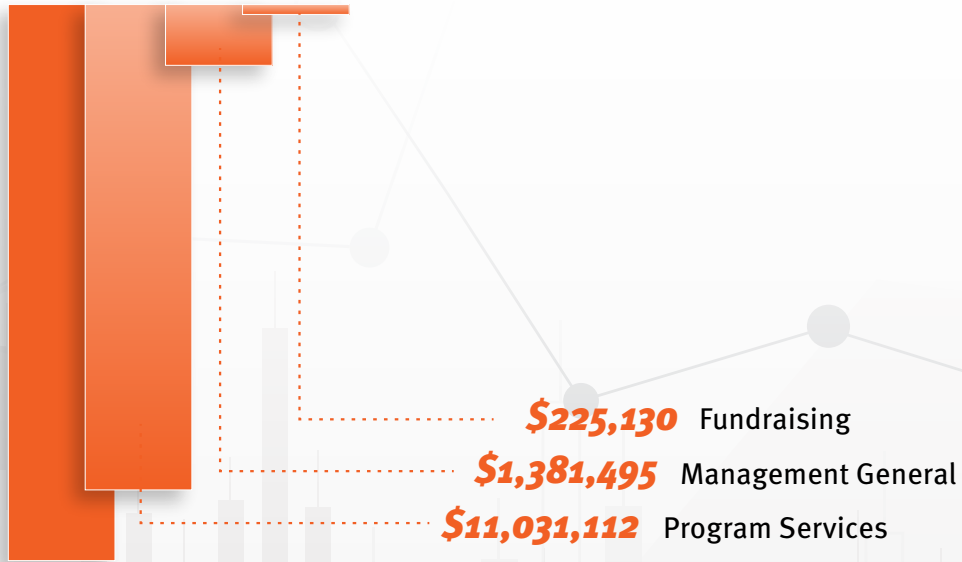 $225,130 Fundraising
$1,381,495 Management General
$11,031,112 Program Services